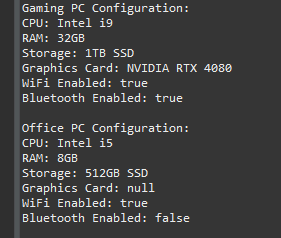 Gaming PC Configuration:
CPU: Intel i9
RAM: 32GB
Storage: 1TB SSD
Graphics Card: NVIDIA RTX 4080
WiFi Enabled: true
Bluetooth Enabled: true

Office PC Configuration:
CPU: Intel i5
RAM: 8GB
Storage: 512GB SSD
Graphics Card: null
WiFi Enabled: true
Bluetooth Enabled: false